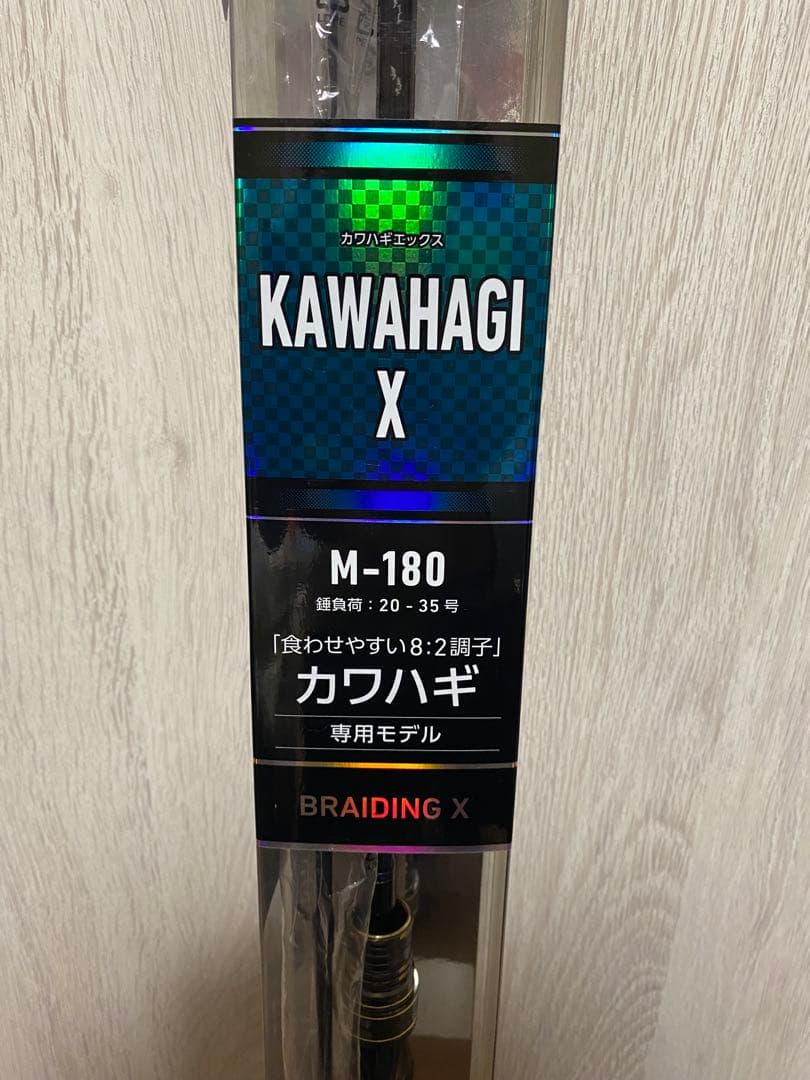 カワハギエックス
KAWAHAGI
X
M-180
錘負荷：20 - 35 号
「食わせやすい8:2調子」
カワハギ
専用モデル
BRAIDING X